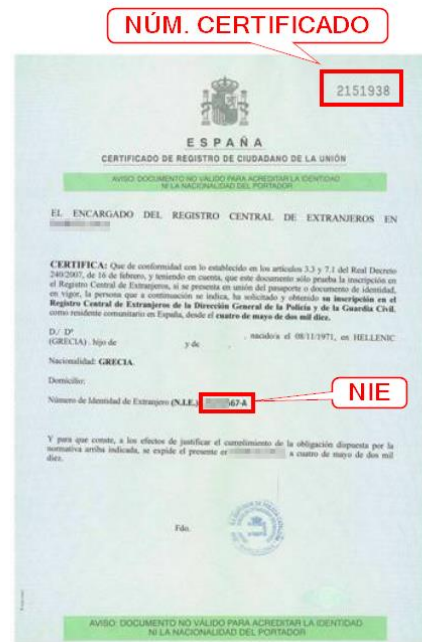 NÚM. CERTIFICADO
2151938
ESPAÑA
CERTIFICADO DE REGISTRO DE CIUDADANO DE LA UNIÓN
AVISO: DOCUMENTO NO VÁLIDO PARA ACREDITAR LA IDENTIDAD
NI LA NACIONALIDAD DEL PORTADOR
EL ENCARGADO DEL REGISTRO CENTRAL DE EXTRANJEROS EN
CERTIFICA: Que de conformidad con lo establecido en los artículos 3.3 y 7.1 del Real Decreto
240/2007, de 16 de febrero, y teniendo en cuenta, que este documento sólo prueba la inscripción en
el Registro Central de Extranjeros, si se presenta en unión del pasaporte o documento de identidad,
en vigor, la persona que a continuación se indica, ha solicitado y obtenido su inscripción en el
Registro Central de Extranjeros de la Dirección General de la Policía y de la Guardia Civil,
como residente comunitario en España, desde el cuatro de mayo de dos mil diez.
D./ Dª , nacido/a el 08/11/1971, en HELLENIC
(GRECIA) . hijo de y de .
Nacionalidad: GRECIA.
Domicilio:
NIE
Número de Identidad de Extranjero (N.I.E.) 67-A
Y para que conste, a los efectos de justificar el cumplimiento de la obligación dispuesta por la
normativa arriba indicada, se expide el presente en a cuatro de mayo de dos mil
diez.
Fdo.
AVISO: DOCUMENTO NO VÁLIDO PARA ACREDITAR LA IDENTIDAD
NI LA NACIONALIDAD DEL PORTADOR